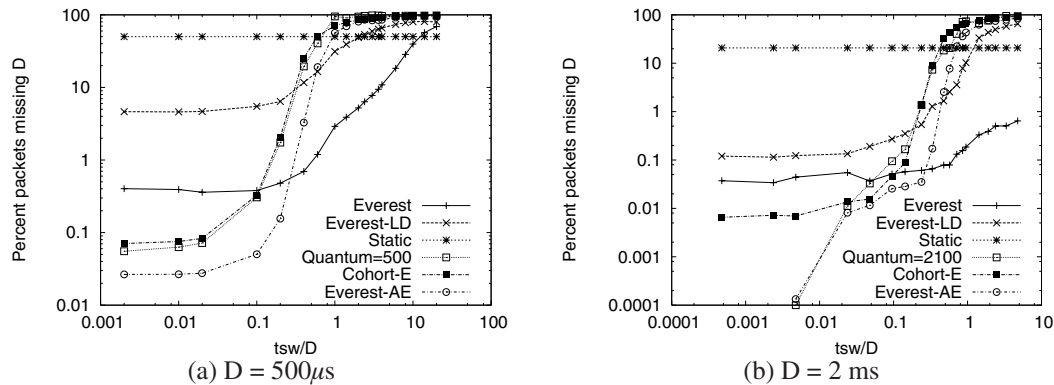 Percent packets missing D
100
10
1
0.1
0.01
0.001 0.01 0.1 1 10 100
tsw/D
Everest
Everest-LD
Static
Quantum=500
Cohort-E
Everest-AE
(a) D = 500µs
Percent packets missing D
100
10
1
0.1
0.01
0.001
0.0001
0.0001 0.001 0.01 0.1 1 10
tsw/D
Everest
Everest-LD
Static
Quantum=2100
Cohort-E
Everest-AE
(b) D = 2 ms